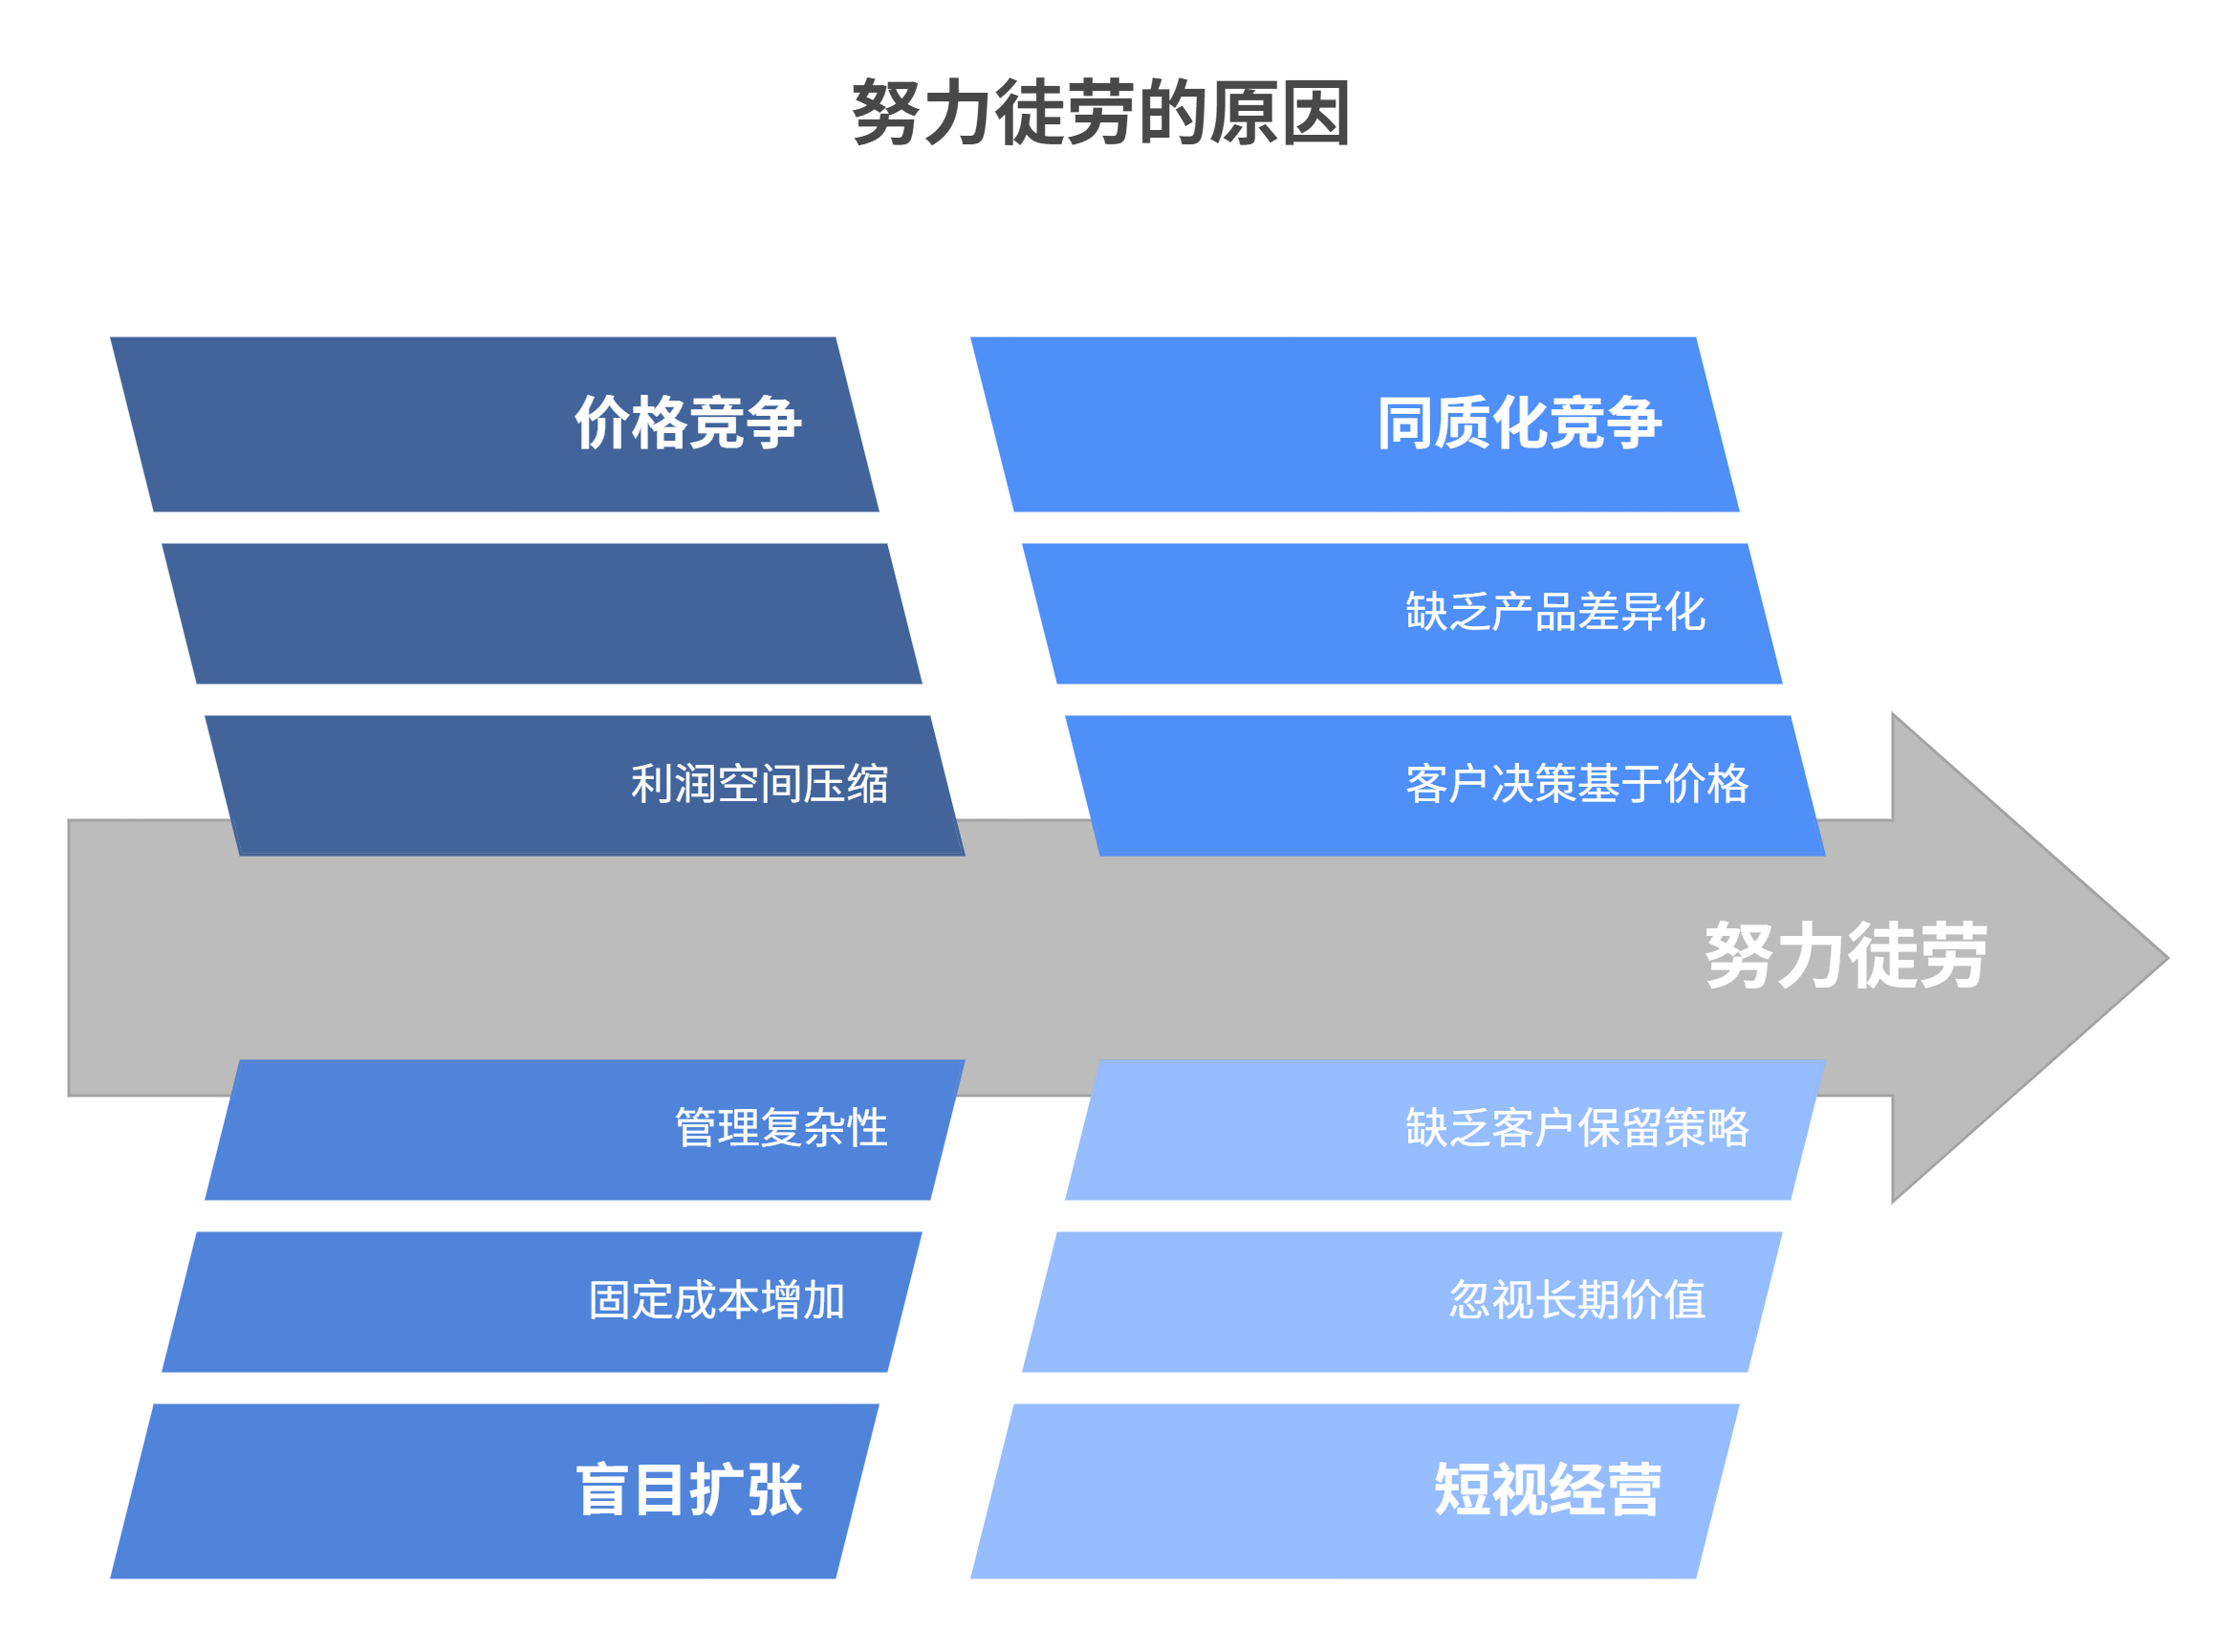 努力徒劳的原因
价格竞争
利润空间压缩
同质化竞争
缺乏产品差异化
客户决策基于价格
努力徒劳
管理复杂性
固定成本增加
盲目扩张
缺乏客户保留策略
忽视长期价值
短视经营